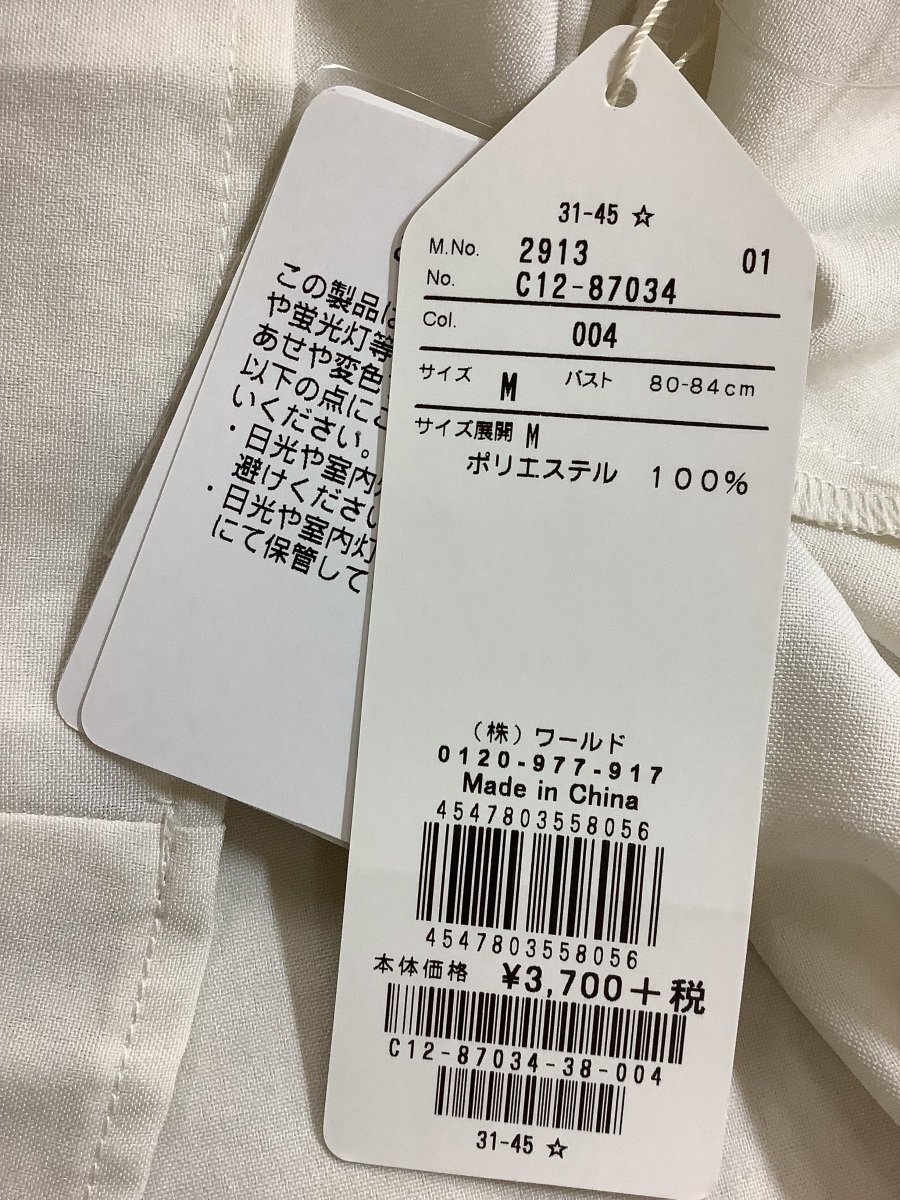 31-45 ☆
M.No. 2913 01
No. C12-87034
Col. 004
サイズ M バスト 80-84cm
サイズ展開 M
ポリエステル 100%
(株)ワールド
0120-977-917
Made in China
4547803558056
4547803558056
本体価格 ¥3,700+税
C12-87034-38-004
31-45 ☆
この製品は
や蛍光灯等
あせや変色
以下の点にご
いください。
・日光や室内
避けください
・日光や室内灯
にて保管して